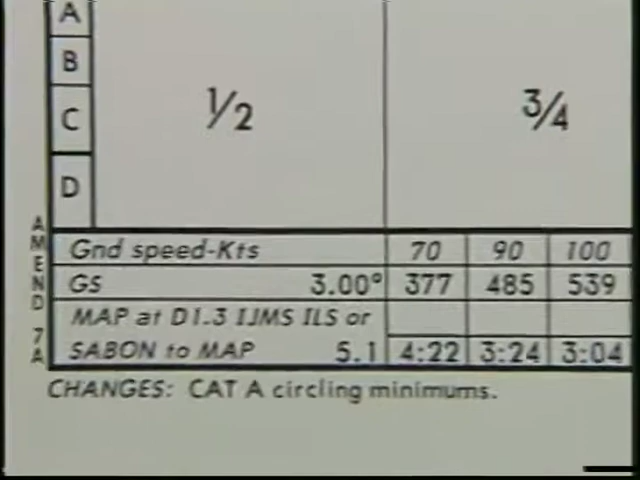 A
B
C
D
1/2
3/4
AMEND 7A
Gnd speed-Kts 70 90 100
GS 3.00° 377 485 539
MAP at D1.3 IJMS ILS or
SABON to MAP 5.1 4:22 3:24 3:04
CHANGES: CAT A circling minimums.